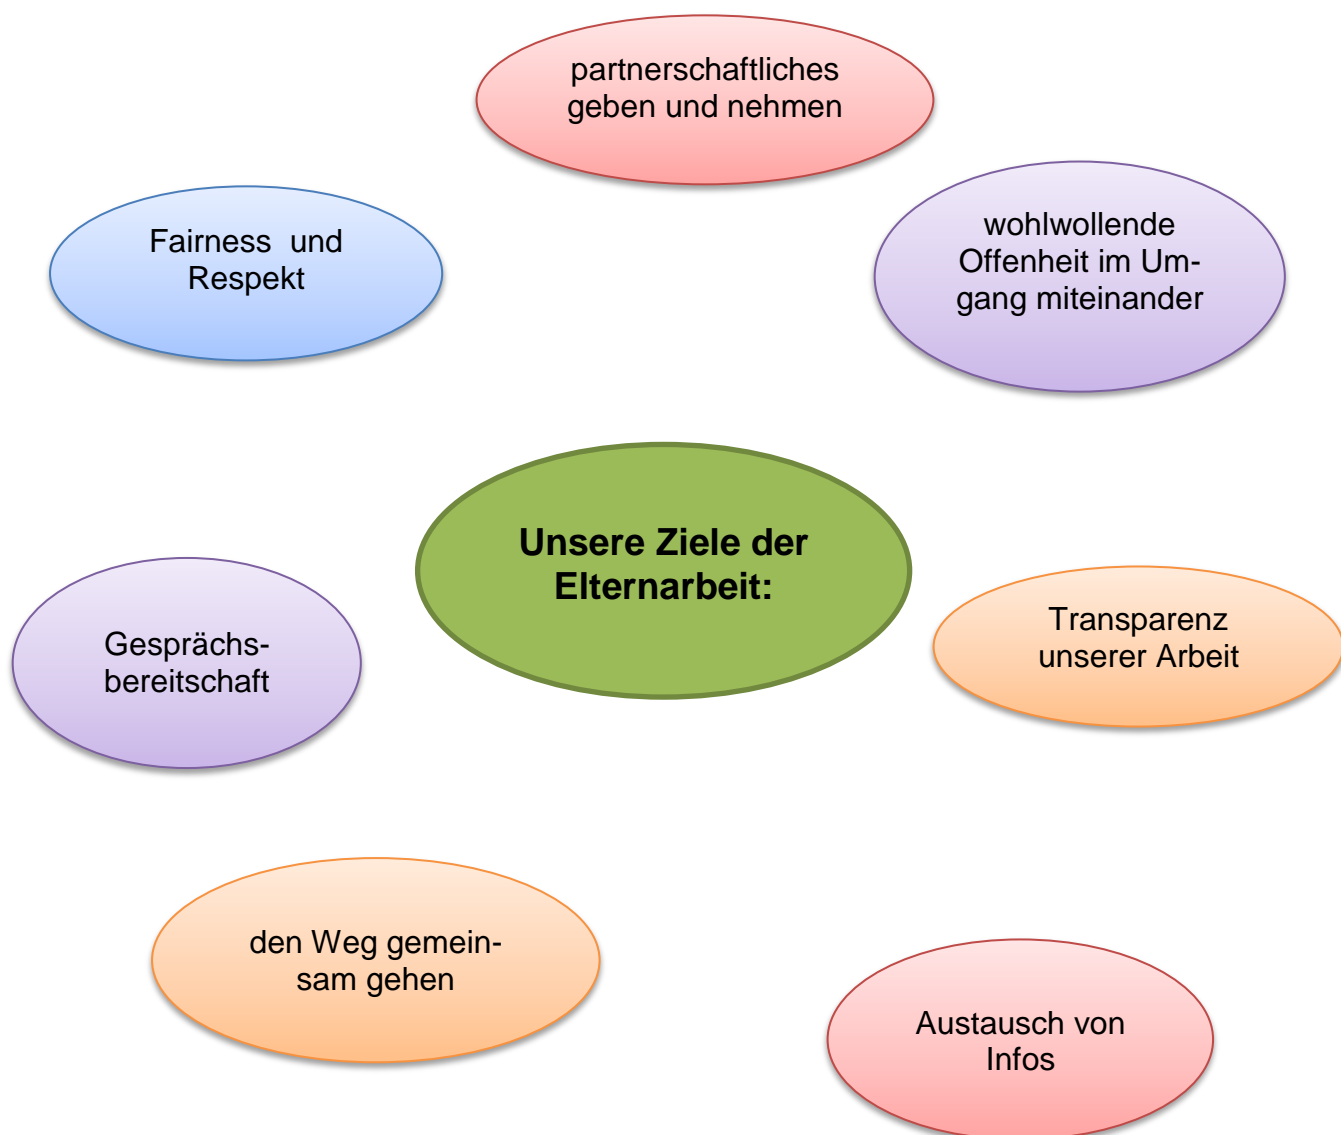 partnerschaftliches
geben und nehmen
Fairness und
Respekt
wohlwollende
Offenheit im Um-
gang miteinander
Unsere Ziele der
Elternarbeit:
Gesprächs-
bereitschaft
Transparenz
unserer Arbeit
den Weg gemein-
sam gehen
Austausch von
Infos